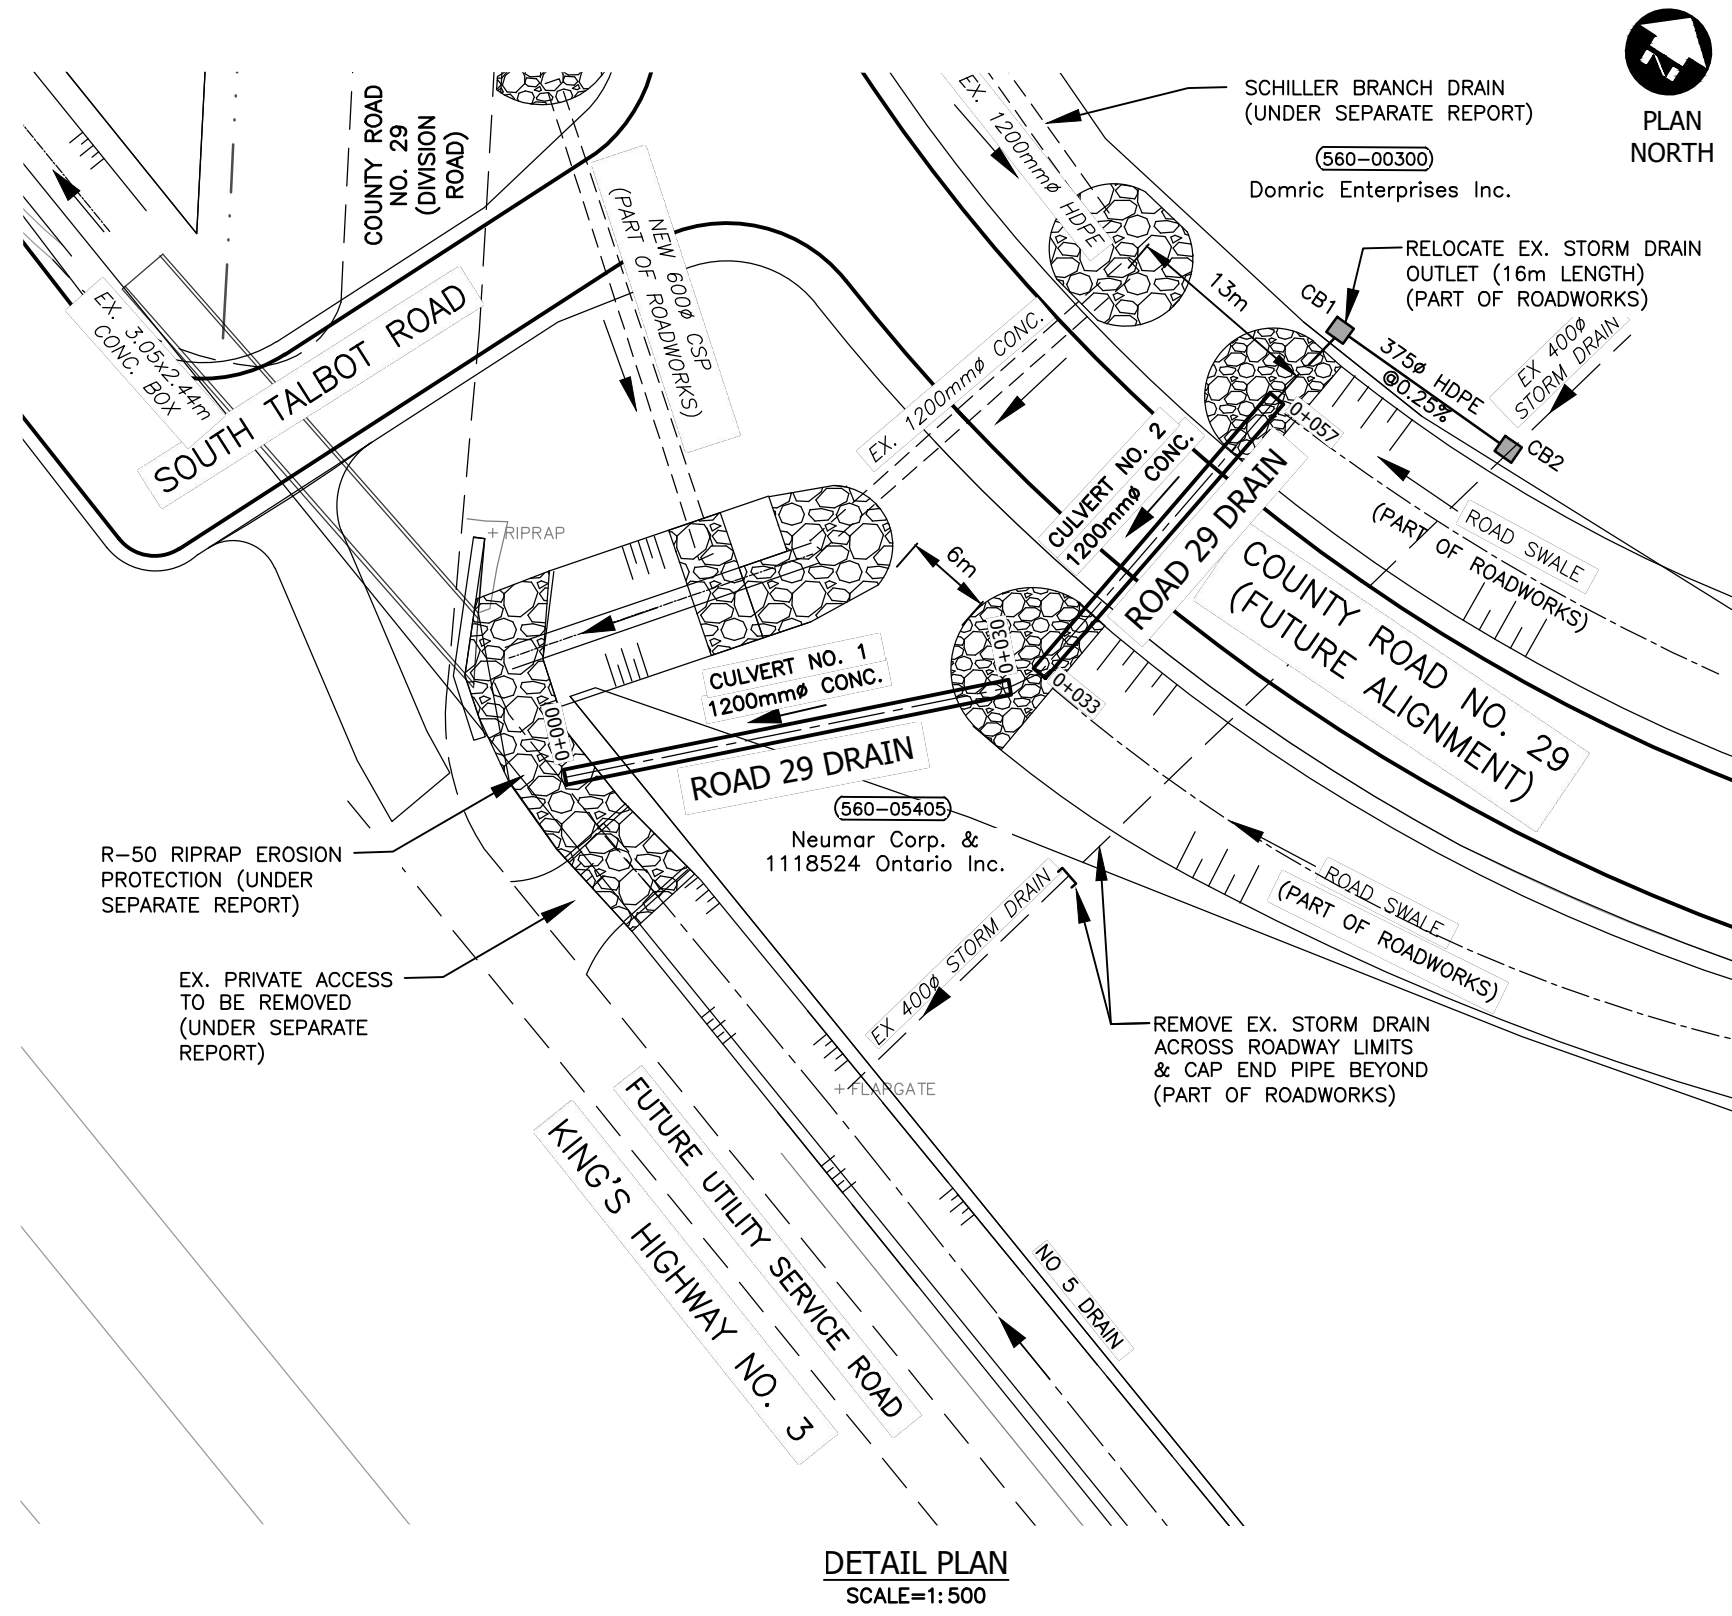 PLAN
NORTH
SCHILLER BRANCH DRAIN
(UNDER SEPARATE REPORT)
560-00300
Domric Enterprises Inc.
RELOCATE EX. STORM DRAIN
OUTLET (16m LENGTH)
(PART OF ROADWORKS)
COUNTY ROAD
NO. 29
(DIVISION
ROAD)
EX. 1200mmø HDPE
NEW 600ø CSP
(PART OF ROADWORKS)
13m
CB1
375ø HDPE
@0.25%
EX 400ø
STORM DRAIN
CB2
EX. 3.05x2.44m
CONC. BOX
SOUTH TALBOT ROAD
EX. 1200mmø CONC.
0+057
CULVERT NO. 2
1200mmø CONC.
ROAD 29 DRAIN
ROAD SWALE
(PART OF ROADWORKS)
+ RIPRAP
6m
COUNTY ROAD NO. 29
(FUTURE ALIGNMENT)
0+030
0+033
CULVERT NO. 1
1200mmø CONC.
0+000
ROAD 29 DRAIN
560-05405
Neumar Corp. &
1118524 Ontario Inc.
R-50 RIPRAP EROSION
PROTECTION (UNDER
SEPARATE REPORT)
ROAD SWALE
(PART OF ROADWORKS)
EX 400ø STORM DRAIN
EX. PRIVATE ACCESS
TO BE REMOVED
(UNDER SEPARATE
REPORT)
REMOVE EX. STORM DRAIN
ACROSS ROADWAY LIMITS
& CAP END PIPE BEYOND
(PART OF ROADWORKS)
+ FLAPGATE
FUTURE UTILITY SERVICE ROAD
KING'S HIGHWAY NO. 3
NO 5 DRAIN
DETAIL PLAN
SCALE=1:500